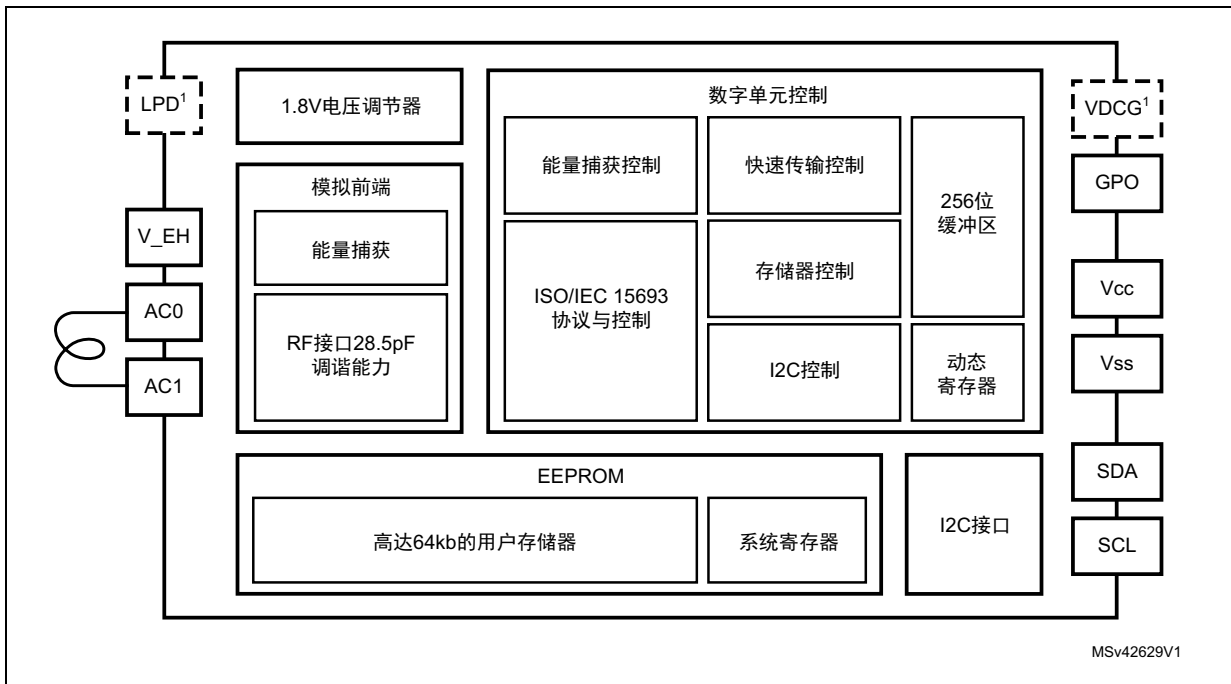 LPD1
V_EH
AC0
AC1
1.8V电压调节器
模拟前端
能量捕获
RF接口28.5pF
调谐能力
数字单元控制
能量捕获控制
ISO/IEC 15693
协议与控制
快速传输控制
存储器控制
I2C控制
256位
缓冲区
动态
寄存器
EEPROM
高达64kb的用户存储器
系统寄存器
I2C接口
VDCG1
GPO
Vcc
Vss
SDA
SCL
MSv42629V1